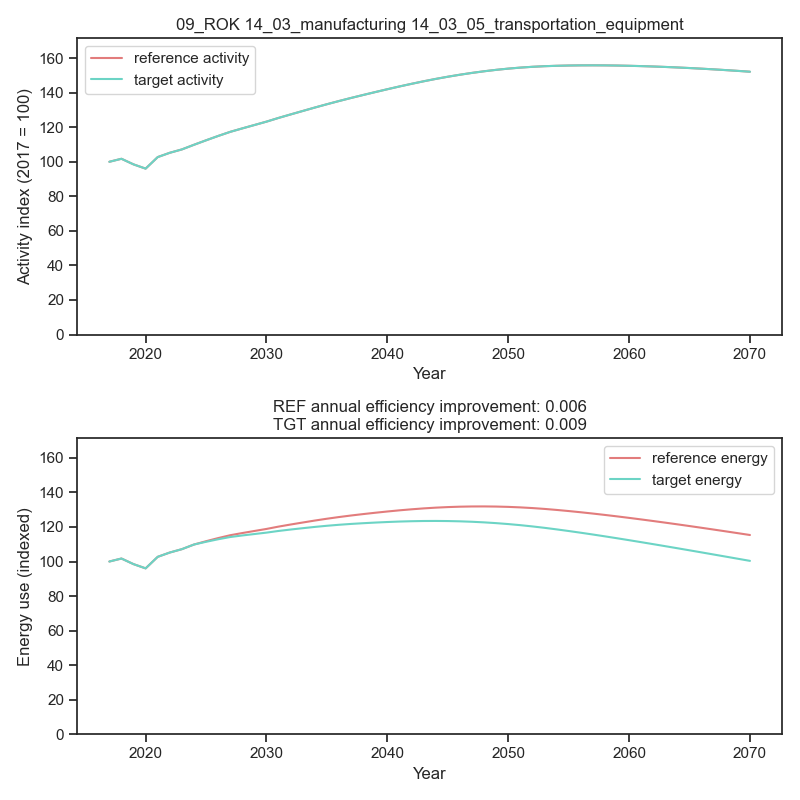 09_ROK 14_03_manufacturing 14_03_05_transportation_equipment
reference activity
target activity
Activity index (2017 = 100)
160
140
120
100
80
60
40
20
0
2020 2030 2040 2050 2060 2070
Year
REF annual efficiency improvement: 0.006
TGT annual efficiency improvement: 0.009
reference energy
target energy
Energy use (indexed)
160
140
120
100
80
60
40
20
0
2020 2030 2040 2050 2060 2070
Year